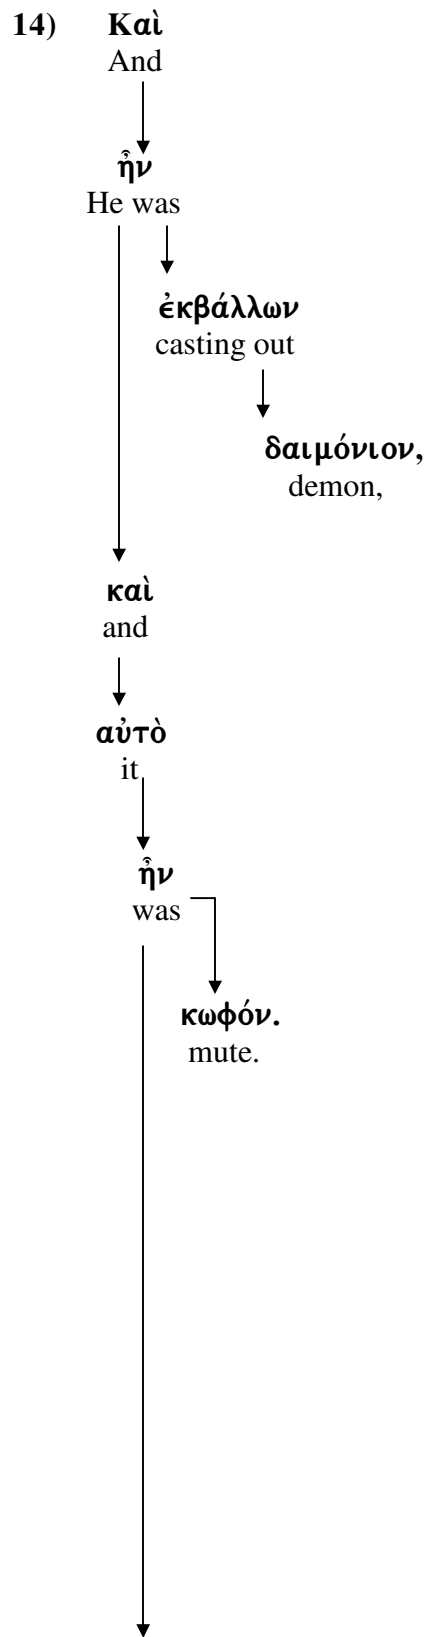 14) Καὶ
And
ἦν
He was
ἐκβάλλων
casting out
δαιμόνιον,
demon,
καὶ
and
αὐτὸ
it
ἦν
was
κωφόν.
mute.